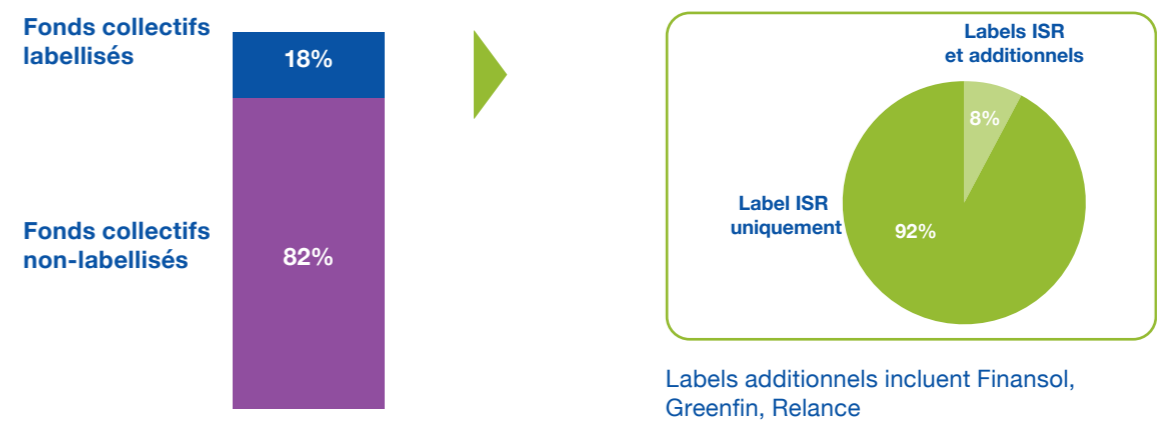 Fonds collectifs
labellisés
18%
Fonds collectifs
non-labellisés
82%
Labels ISR
et additionnels
8%
Label ISR
uniquement
92%
Labels additionnels incluent Finansol,
Greenfin, Relance